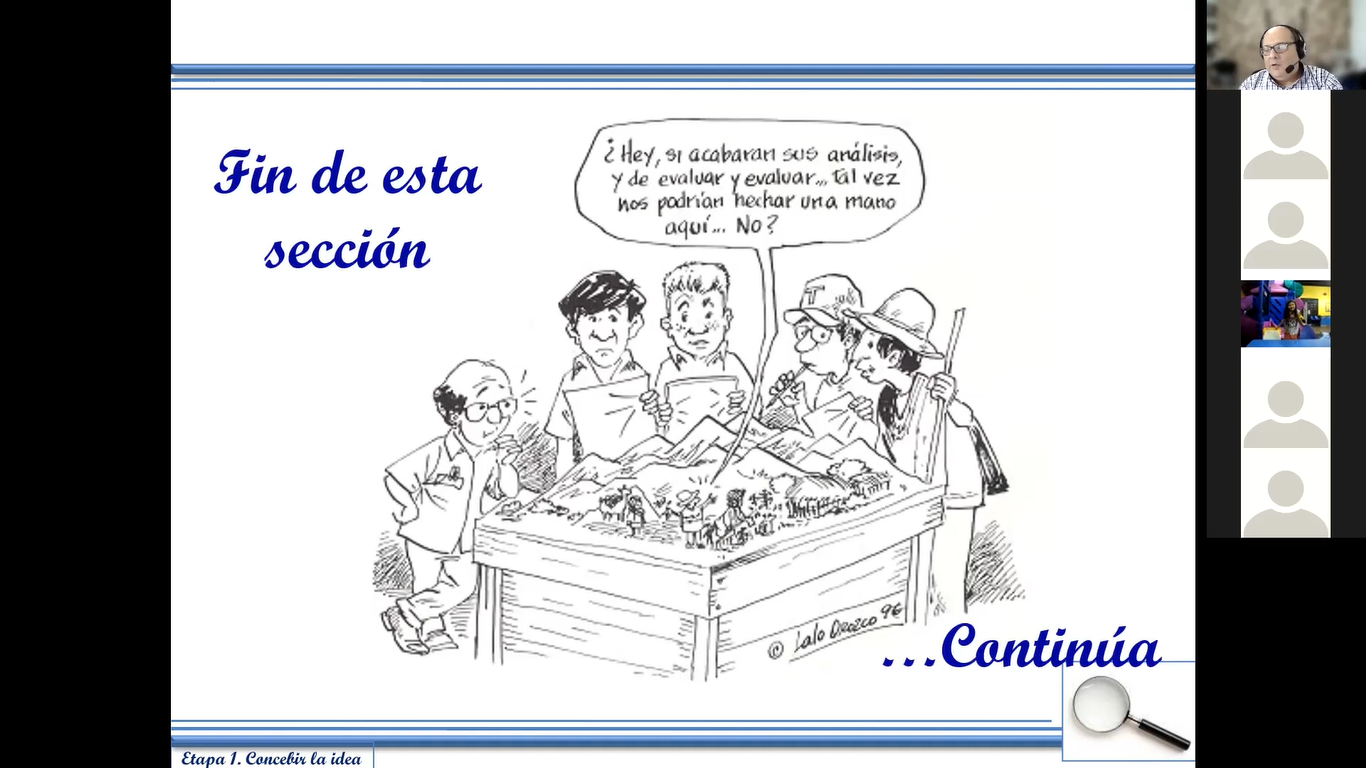 Fin de esta
sección
¿Hey, si acabaran sus análisis,
y de evaluar y evaluar... tal vez
nos podrían hechar una mano
aquí... No?
© Lalo Orozco 96
...Continúa
Etapa 1. Concebir la idea